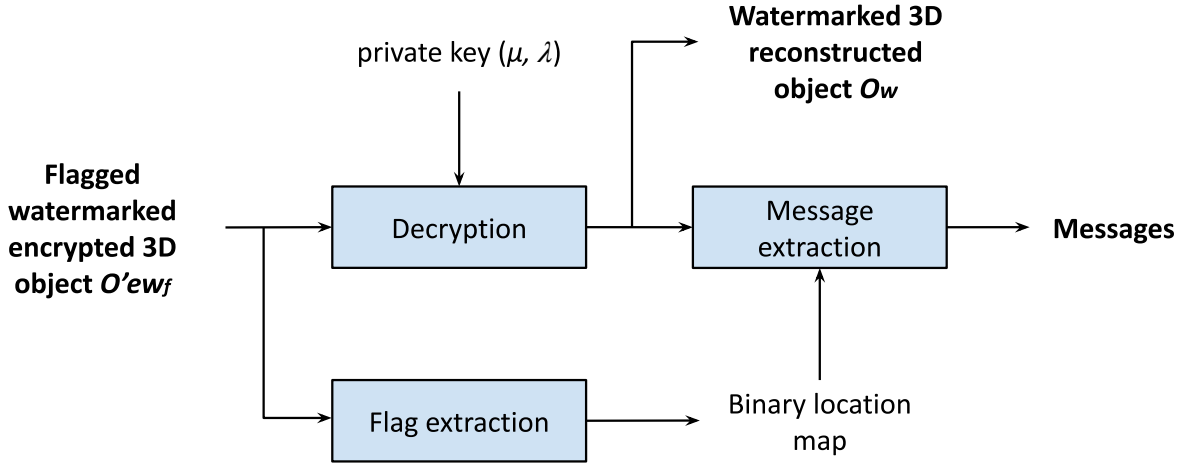 Watermarked 3D
reconstructed
object Ow
private key (μ, λ)
Flagged
watermarked
encrypted 3D
object O’ewf
Decryption
Message
extraction
Messages
Flag extraction
Binary location
map